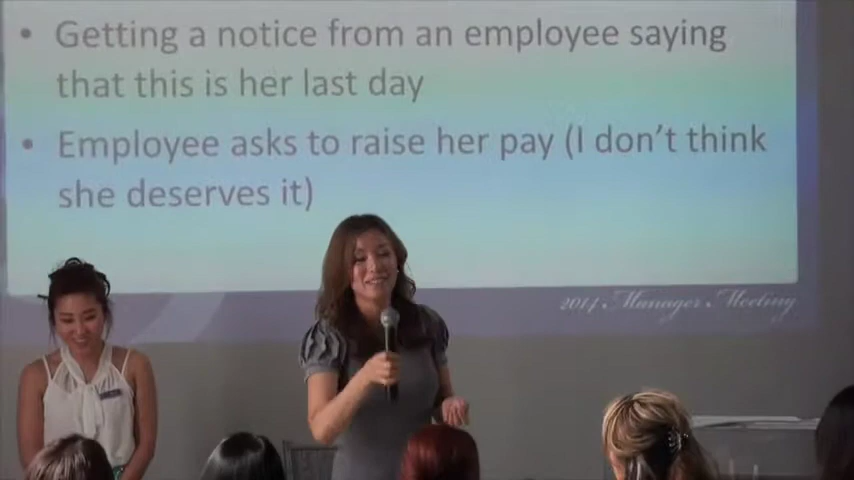 • Getting a notice from an employee saying
that this is her last day
• Employee asks to raise her pay (I don't think
she deserves it)
2014 Manager Meeting